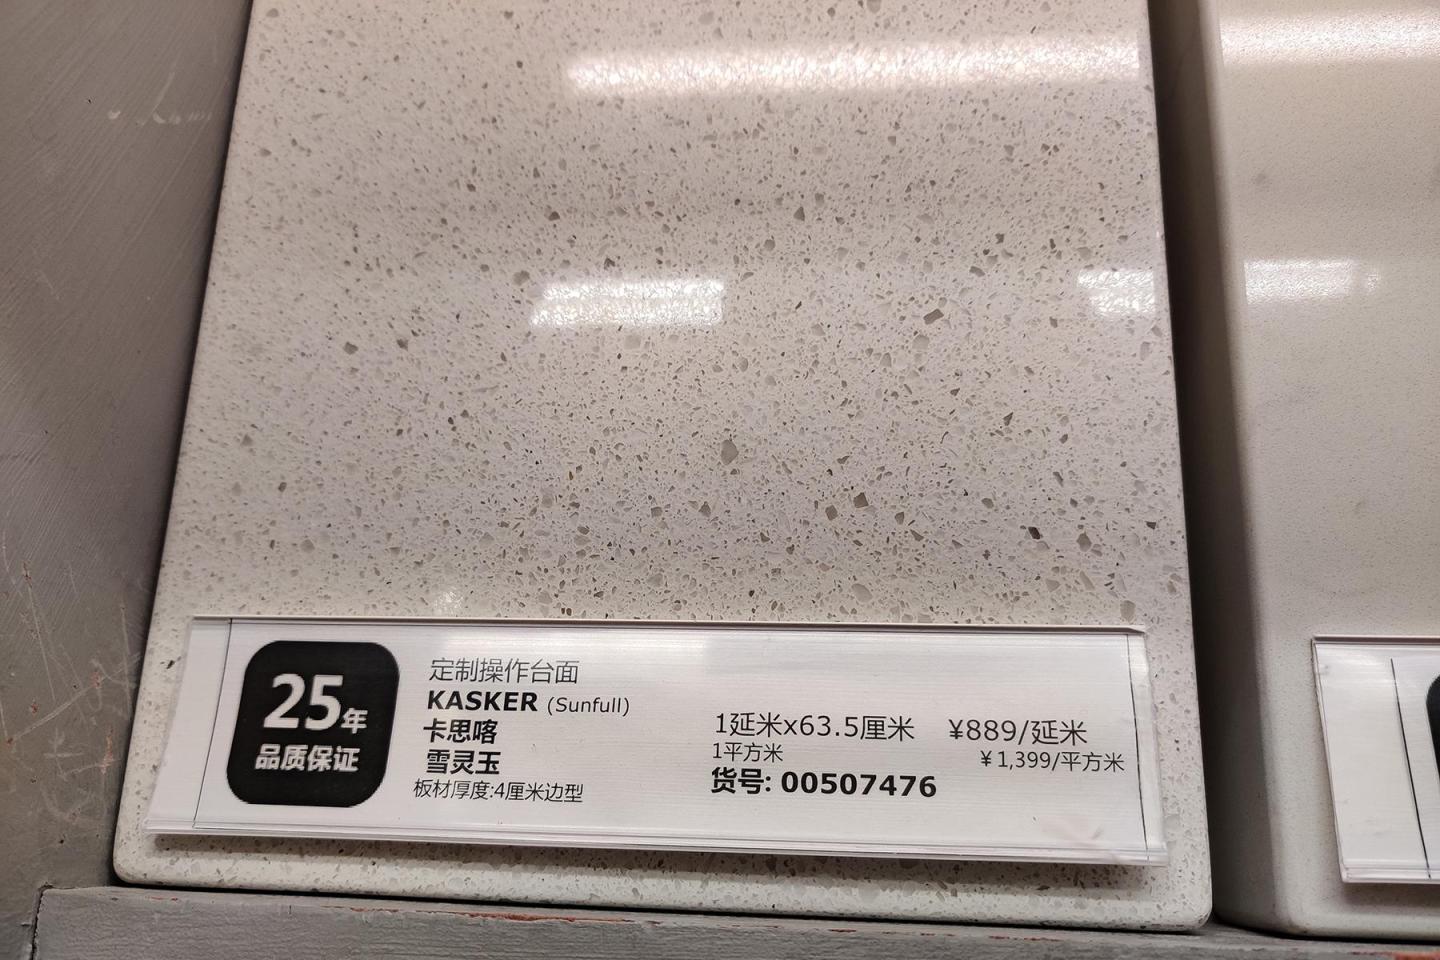 25年
品质保证
定制操作台面
KASKER (Sunfull)
卡思喀
雪灵玉
板材厚度:4厘米边型
1延米x63.5厘米 ¥889/延米
1平方米 ¥1,399/平方米
货号: 00507476